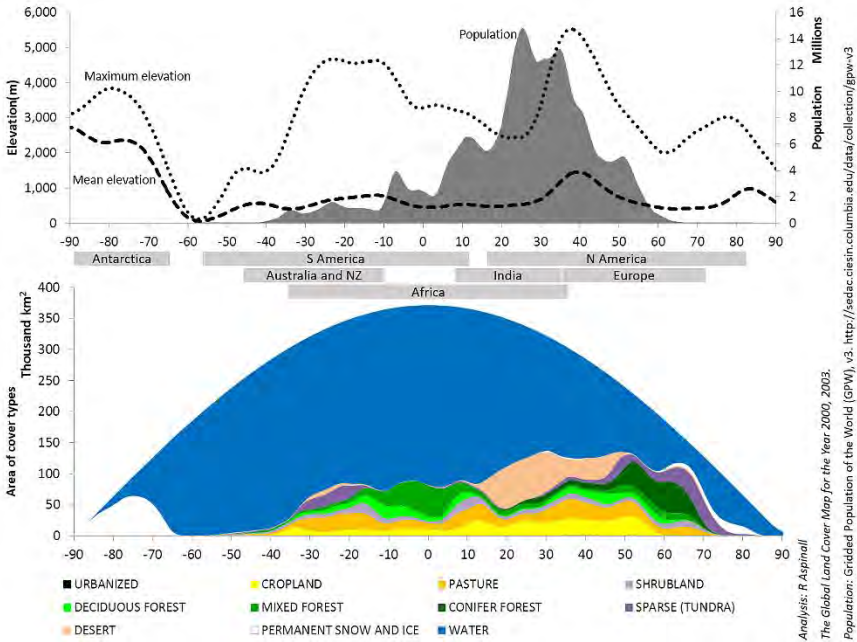 6,000
5,000
4,000
3,000
2,000
1,000
0
Elevation(m)
Maximum elevation
Mean elevation
Population
16
14
12
10
8
6
4
2
0
Millions
Population
-90 -80 -70 -60 -50 -40 -30 -20 -10 0 10 20 30 40 50 60 70 80 90
Antarctica S America N America
Australia and NZ India Europe
Africa
400
350
300
250
200
150
100
50
0
Thousand km²
Area of cover types
-90 -80 -70 -60 -50 -40 -30 -20 -10 0 10 20 30 40 50 60 70 80 90
URBANIZED CROPLAND PASTURE SHRUBLAND
DECIDUOUS FOREST MIXED FOREST CONIFER FOREST SPARSE (TUNDRA)
DESERT PERMANENT SNOW AND ICE WATER
Analysis: R Aspinall
The Global Land Cover Map for the Year 2000, 2003.
Population: Gridded Population of the World (GPW), v3. http://sedac.ciesin.columbia.edu/data/collection/gpw-v3